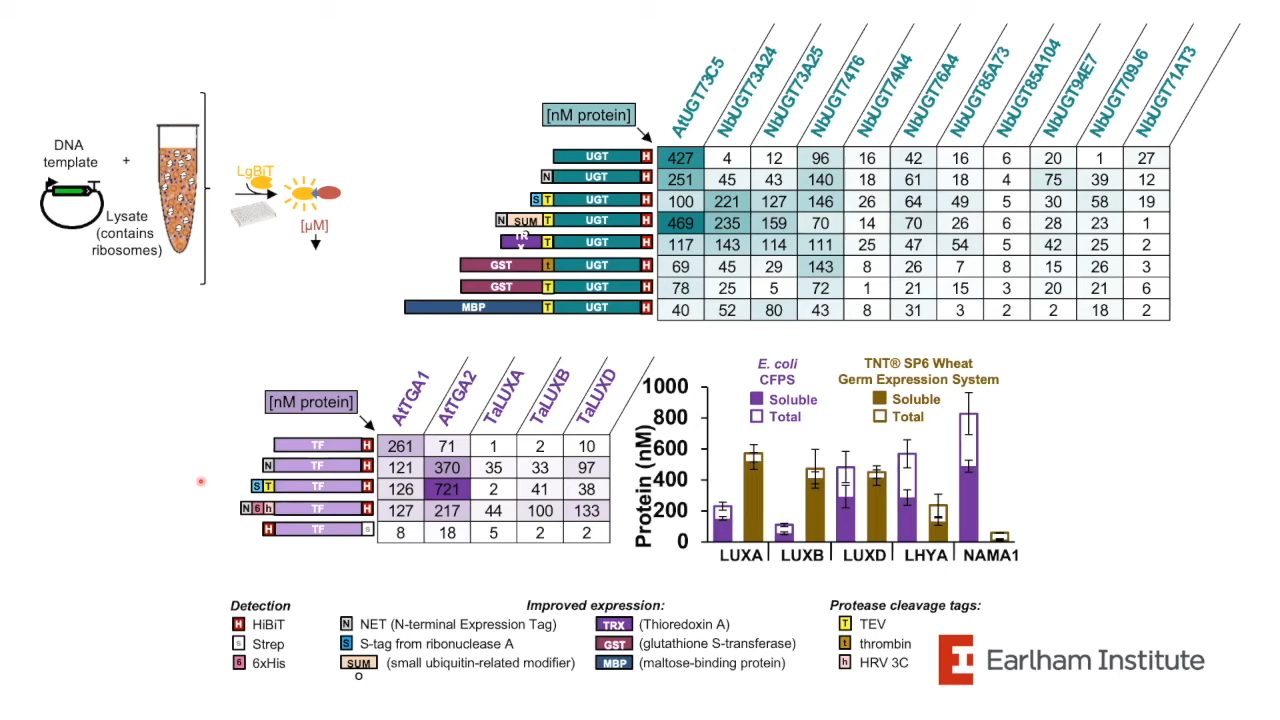 AtUGT73C5 NbUGT73A24 NbUGT73A25 NbUGT74T6 NbUGT74N4 NbUGT76A4 NbUGT85A73 NbUGT85A104 NbUGT94E7 NbUGT709J6 NbUGT71AT3
[nM protein]
DNA
template
+
LgBiT
Lysate
(contains
ribosomes)
[µM]
UGT H 427 4 12 96 16 42 16 6 20 1 27
N UGT H 251 45 43 140 18 61 18 4 75 39 12
S T UGT H 100 221 127 146 26 64 49 5 30 58 19
N SUMO T UGT H 469 235 159 70 14 70 26 6 28 23 1
TRX T UGT H 117 143 114 111 25 47 54 5 42 25 2
GST t UGT H 69 45 29 143 8 26 7 8 15 26 3
GST T UGT H 78 25 5 72 1 21 15 3 20 21 6
MBP T UGT H 40 52 80 43 8 31 3 2 2 18 2
AtTGA1 AtTGA2 TaLUXA TaLUXB TaLUXD
[nM protein]
TF H 261 71 1 2 10
N TF H 121 370 35 33 97
S T TF H 126 721 2 41 38
N 6 h TF H 127 217 44 100 133
H TF s 8 18 5 2 2
E. coli
CFPS
Soluble
Total
TNT® SP6 Wheat
Germ Expression System
Soluble
Total
Protein (nM)
1000
800
600
400
200
0
LUXA LUXB LUXD LHYA NAMA1
Detection
H HiBiT
s Strep
6 6xHis
Improved expression:
N NET (N-terminal Expression Tag)
S S-tag from ribonuclease A
SUMO (small ubiquitin-related modifier)
TRX (Thioredoxin A)
GST (glutathione S-transferase)
MBP (maltose-binding protein)
Protease cleavage tags:
T TEV
t thrombin
h HRV 3C
Earlham Institute